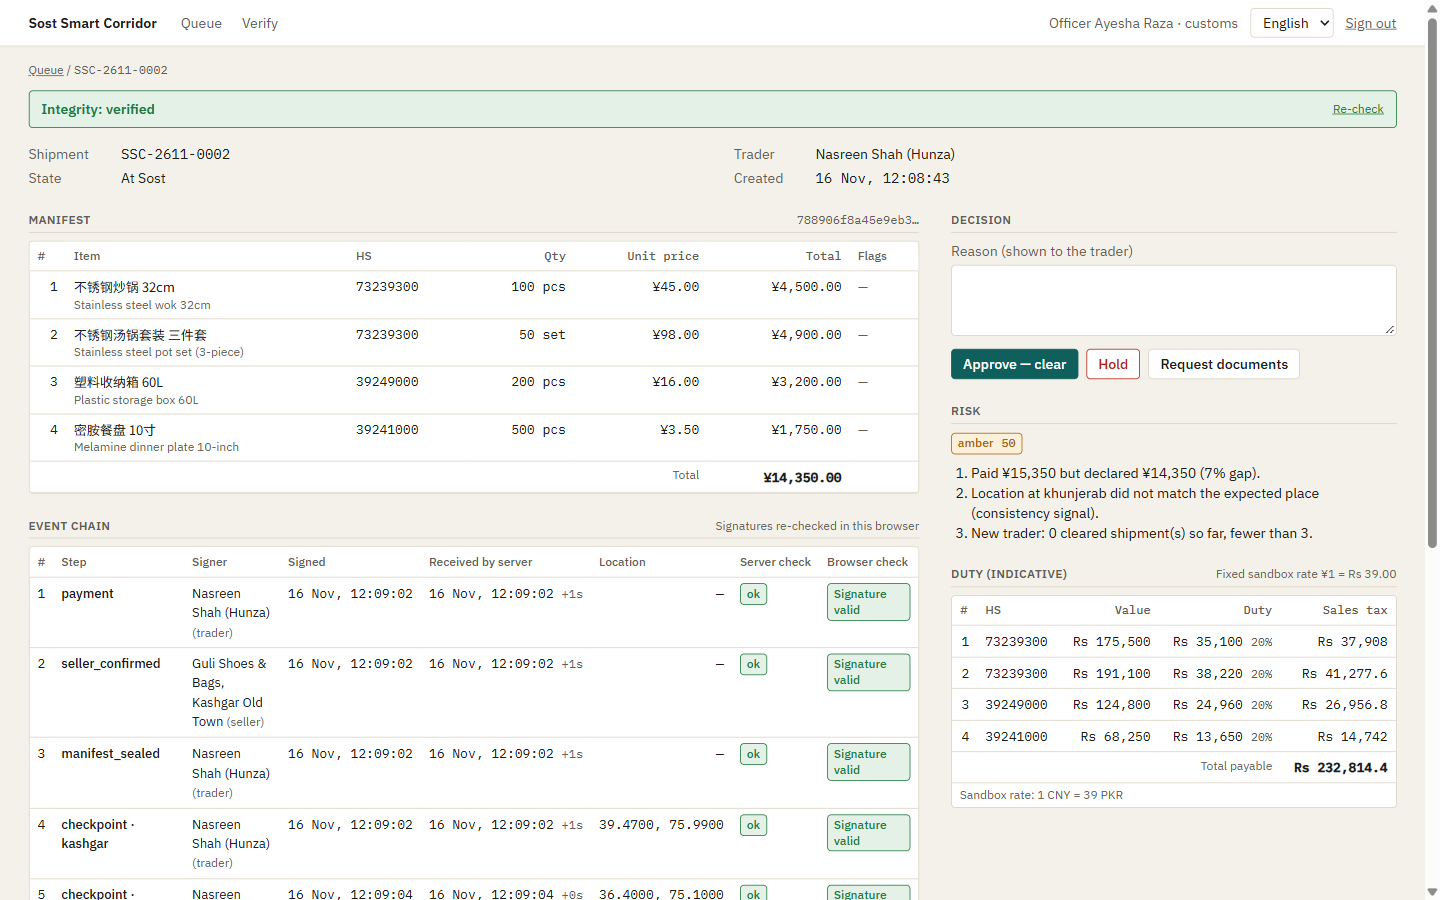 Sost Smart Corridor Queue Verify Officer Ayesha Raza · customs English Sign out
Queue / SSC-2611-0002
Integrity: verified Re-check
Shipment SSC-2611-0002 Trader Nasreen Shah (Hunza)
State At Sost Created 16 Nov, 12:08:43
MANIFEST 788906f8a45e9eb3…
# Item HS Qty Unit price Total Flags
1 不锈钢炒锅 32cm 73239300 100 pcs ¥45.00 ¥4,500.00 —
Stainless steel wok 32cm
2 不锈钢汤锅套装 三件套 73239300 50 set ¥98.00 ¥4,900.00 —
Stainless steel pot set (3-piece)
3 塑料收纳箱 60L 39249000 200 pcs ¥16.00 ¥3,200.00 —
Plastic storage box 60L
4 密胺餐盘 10寸 39241000 500 pcs ¥3.50 ¥1,750.00 —
Melamine dinner plate 10-inch
Total ¥14,350.00
EVENT CHAIN Signatures re-checked in this browser
# Step Signer Signed Received by server Location Server check Browser check
1 payment Nasreen 16 Nov, 12:09:02 16 Nov, 12:09:02 +1s — ok Signature
Shah (Hunza) valid
(trader)
2 seller_confirmed Guli Shoes & 16 Nov, 12:09:02 16 Nov, 12:09:02 +1s — ok Signature
Bags, valid
Kashgar Old
Town (seller)
3 manifest_sealed Nasreen 16 Nov, 12:09:02 16 Nov, 12:09:02 +1s — ok Signature
Shah (Hunza) valid
(trader)
4 checkpoint · Nasreen 16 Nov, 12:09:02 16 Nov, 12:09:02 +1s 39.4700, 75.9900 ok Signature
kashgar Shah (Hunza) valid
(trader)
5 checkpoint · Nasreen 16 Nov, 12:09:04 16 Nov, 12:09:04 +0s 36.4000, 75.1000 ok Signature
DECISION
Reason (shown to the trader)
Approve — clear Hold Request documents
RISK
amber 50
1. Paid ¥15,350 but declared ¥14,350 (7% gap).
2. Location at khunjerab did not match the expected place
(consistency signal).
3. New trader: 0 cleared shipment(s) so far, fewer than 3.
DUTY (INDICATIVE) Fixed sandbox rate ¥1 = Rs 39.00
# HS Value Duty Sales tax
1 73239300 Rs 175,500 Rs 35,100 20% Rs 37,908
2 73239300 Rs 191,100 Rs 38,220 20% Rs 41,277.6
3 39249000 Rs 124,800 Rs 24,960 20% Rs 26,956.8
4 39241000 Rs 68,250 Rs 13,650 20% Rs 14,742
Total payable Rs 232,814.4
Sandbox rate: 1 CNY = 39 PKR